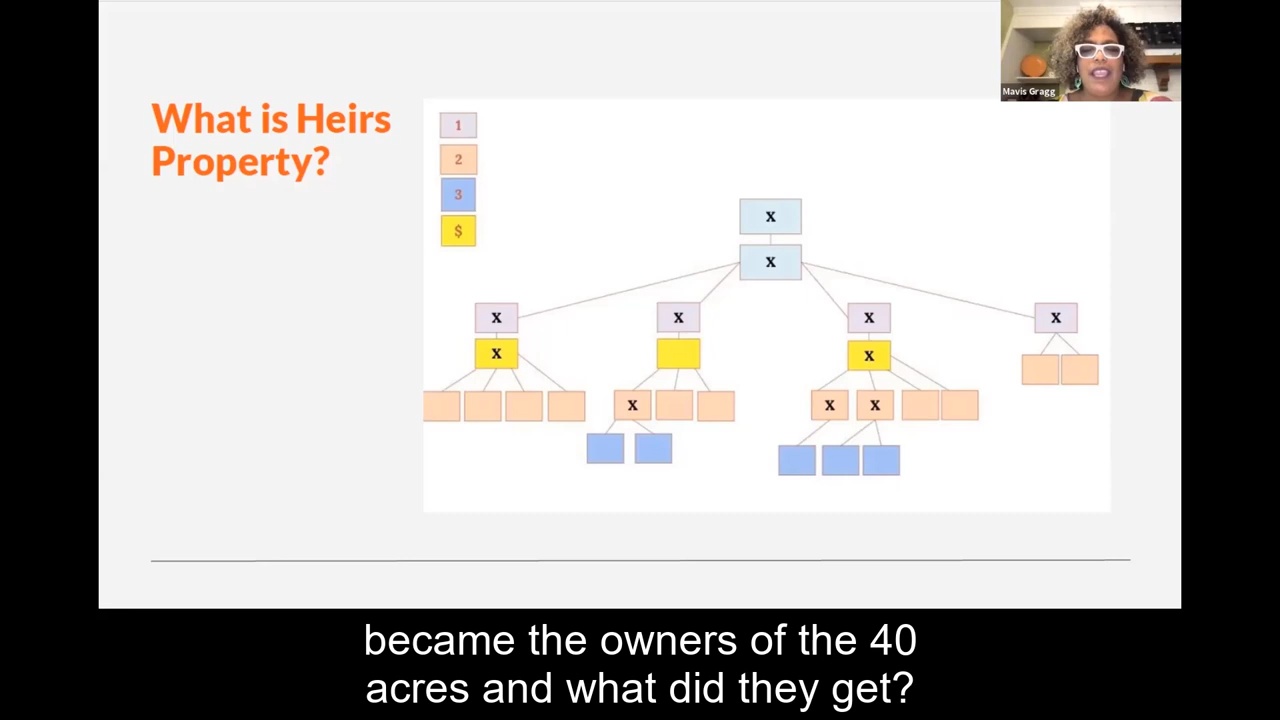 Mavis Gragg
What is Heirs
Property?
1
2
3
$
X
X
X X X X
X X
X X X
became the owners of the 40
acres and what did they get?